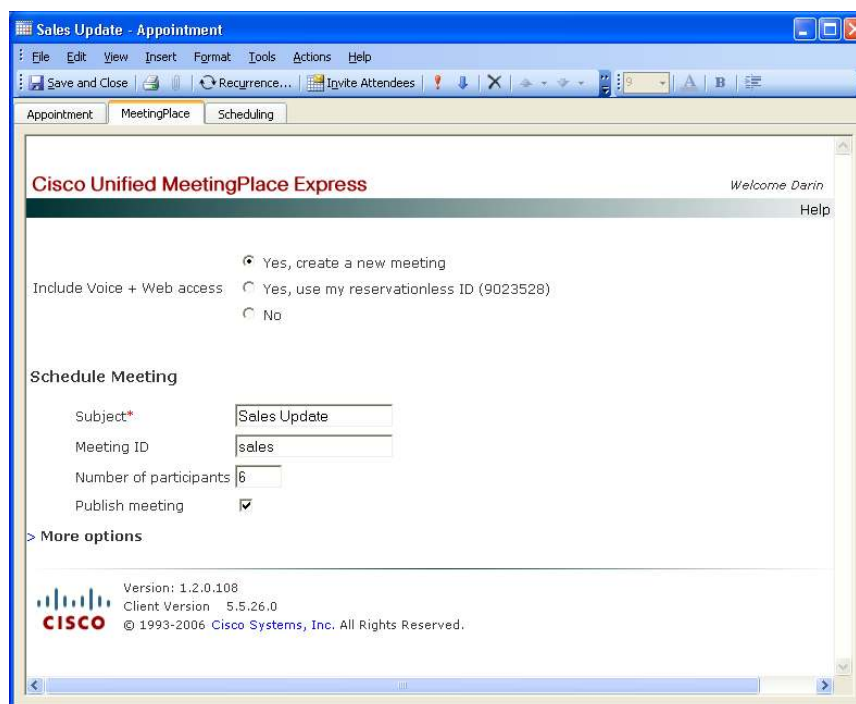 Sales Update - Appointment
File Edit View Insert Format Tools Actions Help
Save and Close Recurrence... Invite Attendees 9 A B
Appointment MeetingPlace Scheduling
Cisco Unified MeetingPlace Express Welcome Darin
Help
Yes, create a new meeting
Include Voice + Web access Yes, use my reservationless ID (9023528)
No
Schedule Meeting
Subject* Sales Update
Meeting ID sales
Number of participants 6
Publish meeting
> More options
Version: 1.2.0.108
Client Version 5.5.26.0
CISCO © 1993-2006 Cisco Systems, Inc. All Rights Reserved.